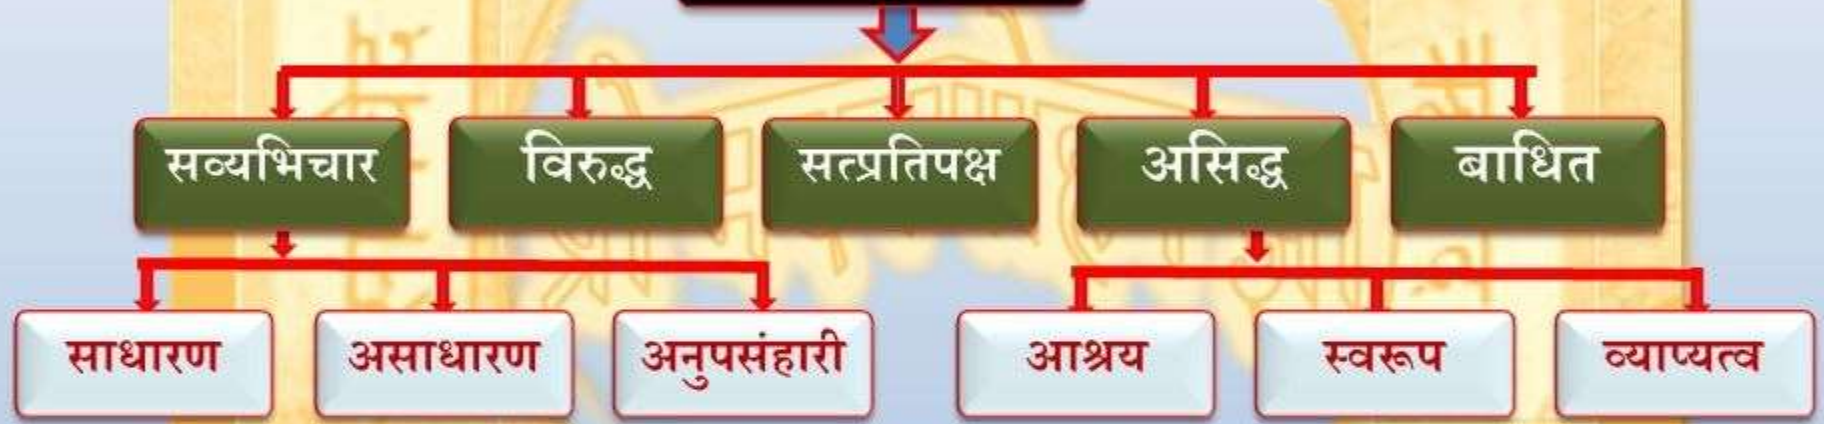 सव्यभिचार विरुद्ध सत्प्रतिपक्ष असिद्ध बाधित
साधारण असाधारण अनुपसंहारी आश्रय स्वरूप व्याप्यत्व